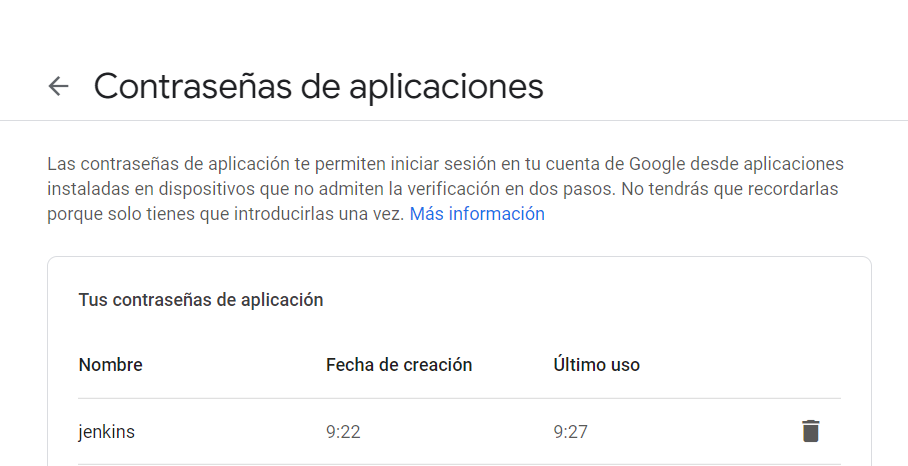 Contraseñas de aplicaciones
Las contraseñas de aplicación te permiten iniciar sesión en tu cuenta de Google desde aplicaciones
instaladas en dispositivos que no admiten la verificación en dos pasos. No tendrás que recordarlas
porque solo tienes que introducirlas una vez. Más información
Tus contraseñas de aplicación
Nombre Fecha de creación Último uso
jenkins 9:22 9:27